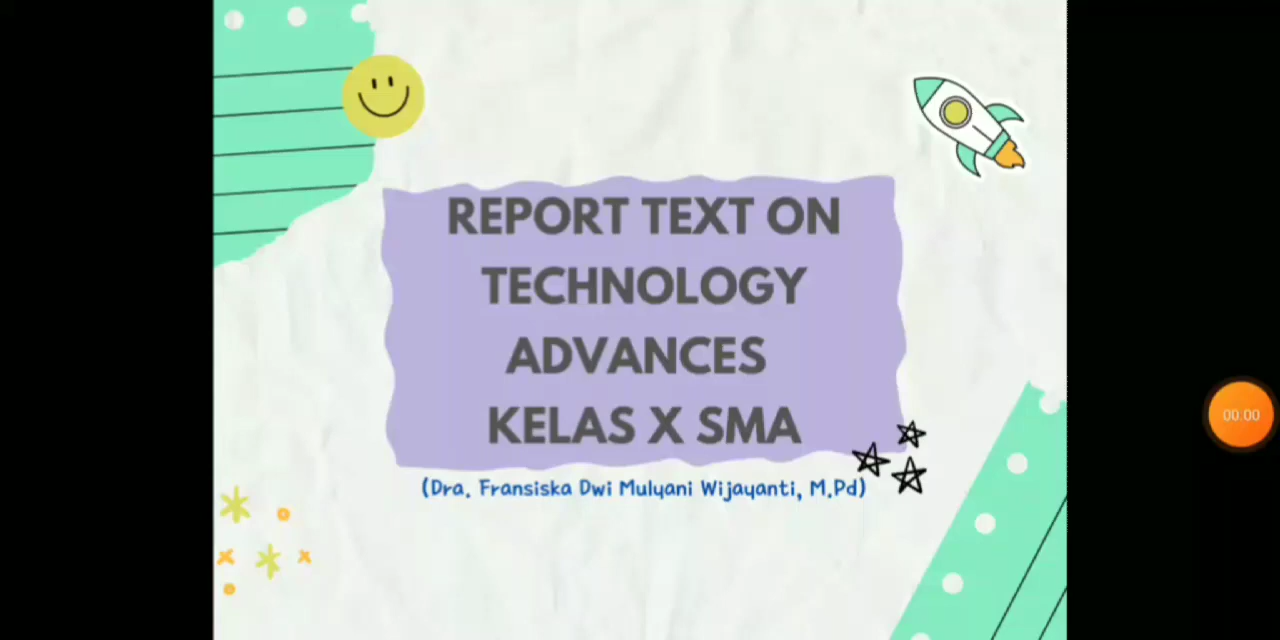 REPORT TEXT ON
TECHNOLOGY
ADVANCES
KELAS X SMA
(Dra. Fransiska Dwi Mulyani Wijayanti, M.Pd)
00.00